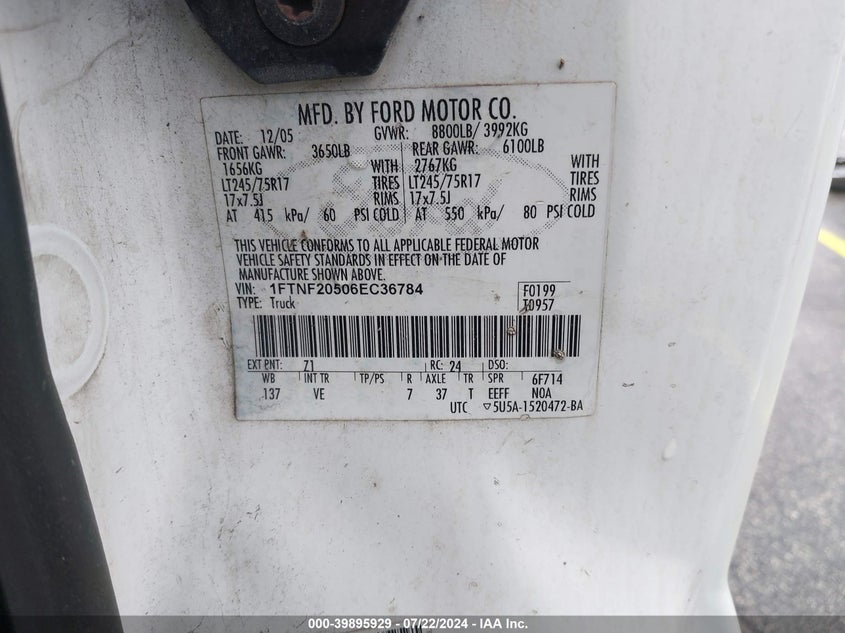 MFD. BY FORD MOTOR CO.
DATE: 12/05 GVWR: 8800LB/ 3992KG
FRONT GAWR: 3650LB REAR GAWR: 6100LB
1656KG WITH 2767KG WITH
LT245/75R17 TIRES LT245/75R17 TIRES
17x7.5J RIMS 17x7.5J RIMS
AT 415 kPa/ 60 PSI COLD AT 550 kPa/ 80 PSI COLD
THIS VEHICLE CONFORMS TO ALL APPLICABLE FEDERAL MOTOR
VEHICLE SAFETY STANDARDS IN EFFECT ON THE DATE OF
MANUFACTURE SHOWN ABOVE.
VIN: 1FTNF20506EC36784 F0199
TYPE: Truck T0957
EXT PNT: Z1 RC: 24 DSO:
WB INT TR TP/PS R AXLE TR SPR 6F714
137 VE 7 37 T EEFF NOA
UTC ▽5U5A-1520472-BA
000-39895929 / 07/22/2024 - IAA Inc.